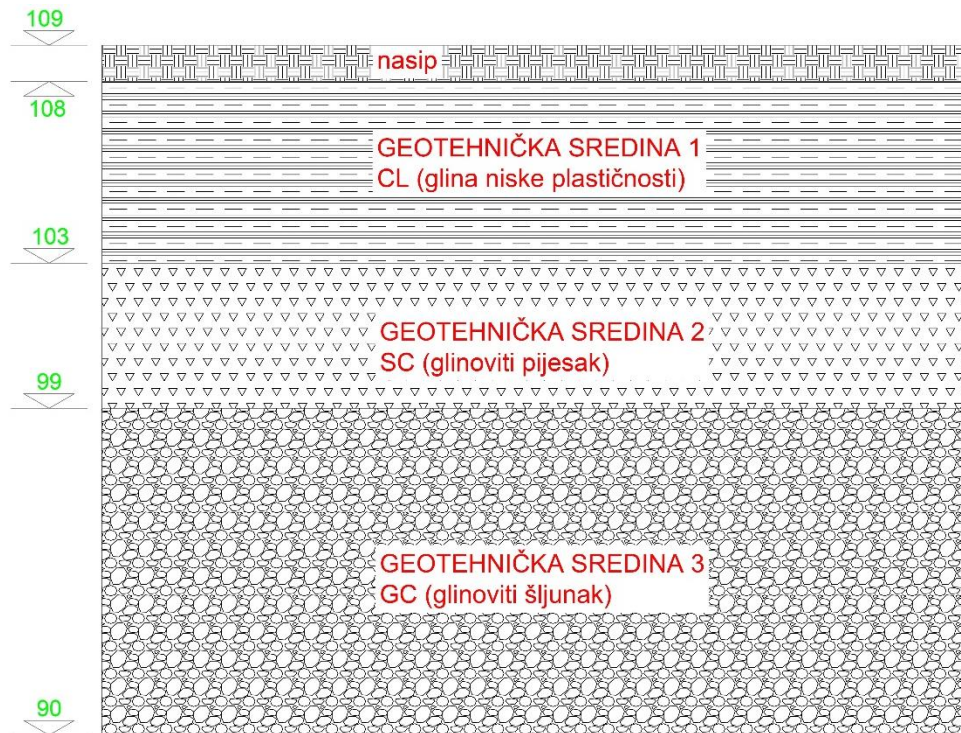 109
nasip
108
GEOTEHNIČKA SREDINA 1
CL (glina niske plastičnosti)
103
GEOTEHNIČKA SREDINA 2
SC (glinoviti pijesak)
99
GEOTEHNIČKA SREDINA 3
GC (glinoviti šljunak)
90